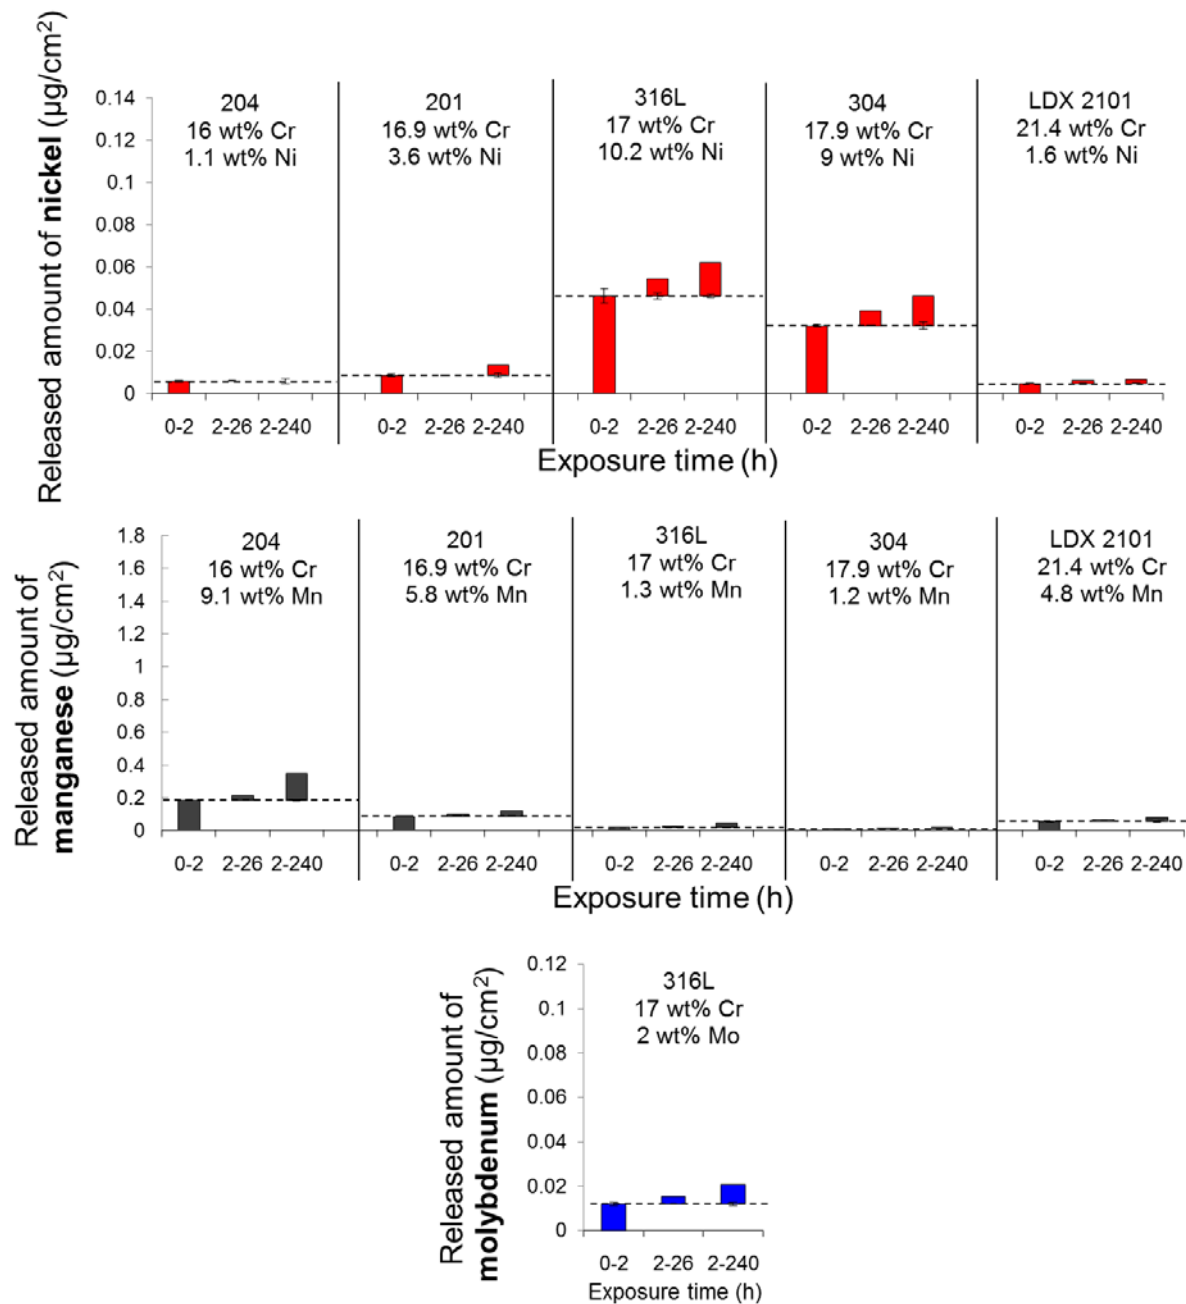 Released amount of nickel (µg/cm²)
0.14
0.12
0.1
0.08
0.06
0.04
0.02
0
204
16 wt% Cr
1.1 wt% Ni
201
16.9 wt% Cr
3.6 wt% Ni
316L
17 wt% Cr
10.2 wt% Ni
304
17.9 wt% Cr
9 wt% Ni
LDX 2101
21.4 wt% Cr
1.6 wt% Ni
0-2 2-26 2-240
0-2 2-26 2-240
0-2 2-26 2-240
0-2 2-26 2-240
0-2 2-26 2-240
Exposure time (h)
Released amount of
manganese (µg/cm²)
1.8
1.6
1.4
1.2
1
0.8
0.6
0.4
0.2
0
204
16 wt% Cr
9.1 wt% Mn
201
16.9 wt% Cr
5.8 wt% Mn
316L
17 wt% Cr
1.3 wt% Mn
304
17.9 wt% Cr
1.2 wt% Mn
LDX 2101
21.4 wt% Cr
4.8 wt% Mn
0-2 2-26 2-240
0-2 2-26 2-240
0-2 2-26 2-240
0-2 2-26 2-240
0-2 2-26 2-240
Exposure time (h)
Released amount of
molybdenum (µg/cm²)
0.12
0.1
0.08
0.06
0.04
0.02
0
316L
17 wt% Cr
2 wt% Mo
0-2 2-26 2-240
Exposure time (h)